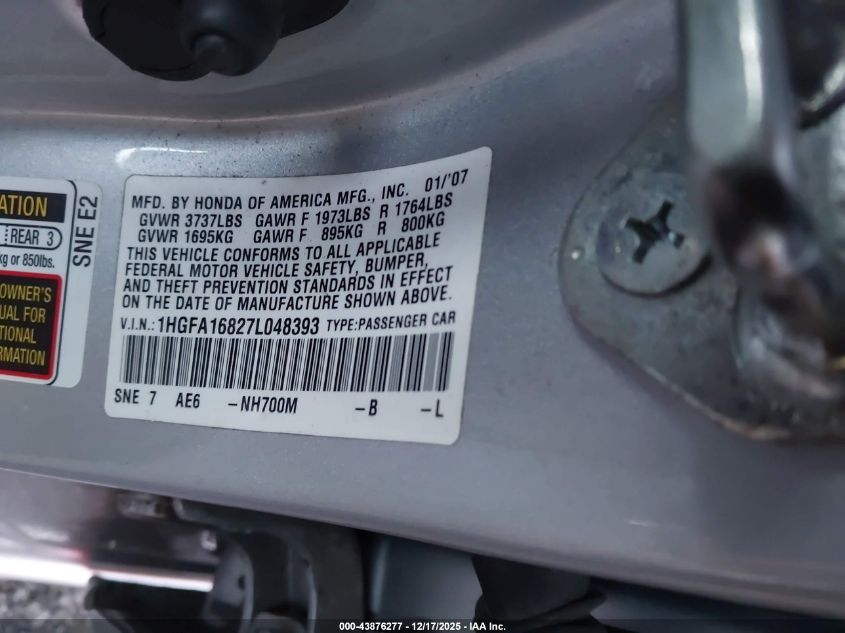 ATION
REAR 3
kg or 850lbs.
OWNER'S
UAL FOR
TIONAL
ORMATION
SNE E2
MFD. BY HONDA OF AMERICA MFG., INC. 01/'07
GVWR 3737LBS GAWR F 1973LBS R 1764LBS
GVWR 1695KG GAWR F 895KG R 800KG
THIS VEHICLE CONFORMS TO ALL APPLICABLE
FEDERAL MOTOR VEHICLE SAFETY, BUMPER,
AND THEFT PREVENTION STANDARDS IN EFFECT
ON THE DATE OF MANUFACTURE SHOWN ABOVE.
V.I.N.: 1HGFA16827L048393 TYPE:PASSENGER CAR
SNE 7 AE6 -NH700M -B -L
000-43876277 - 12/17/2025 - IAA Inc.